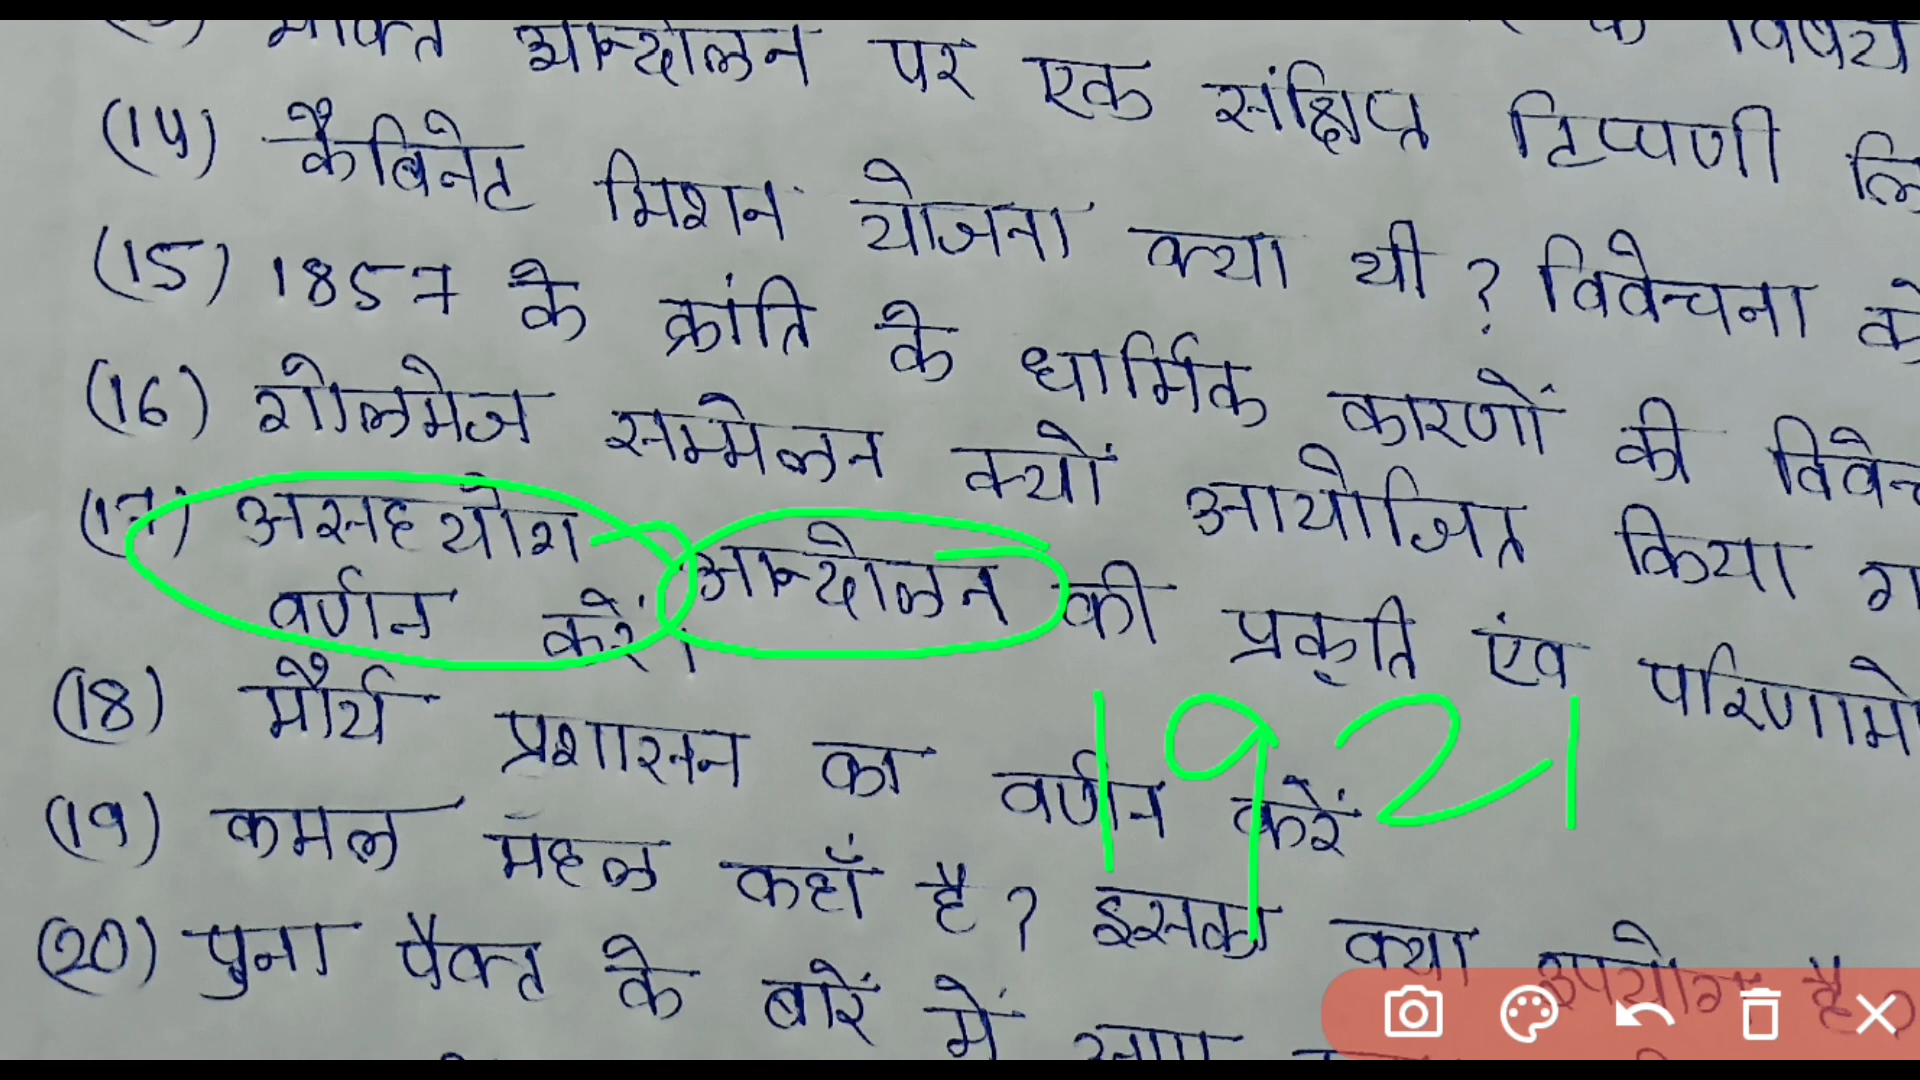 भक्ति आन्दोलन पर एक संक्षिप्त टिप्पणी
(14) कैबिनेट मिशन योजना क्या थी? विवेचना
(15) 1857 के क्रांति के धार्मिक कारणों की
(16) गोलमेज सम्मेलन क्यों आयोजित किया
(17) असहयोग आन्दोलन की प्रकृति एंव
वर्णन करें।
1921
(18) मौर्य प्रशासन का वर्णन करें
(19) कमल महल कहाँ है? इसका क्या उपयोग है?
(20) पुना पैक्ट के बारें में